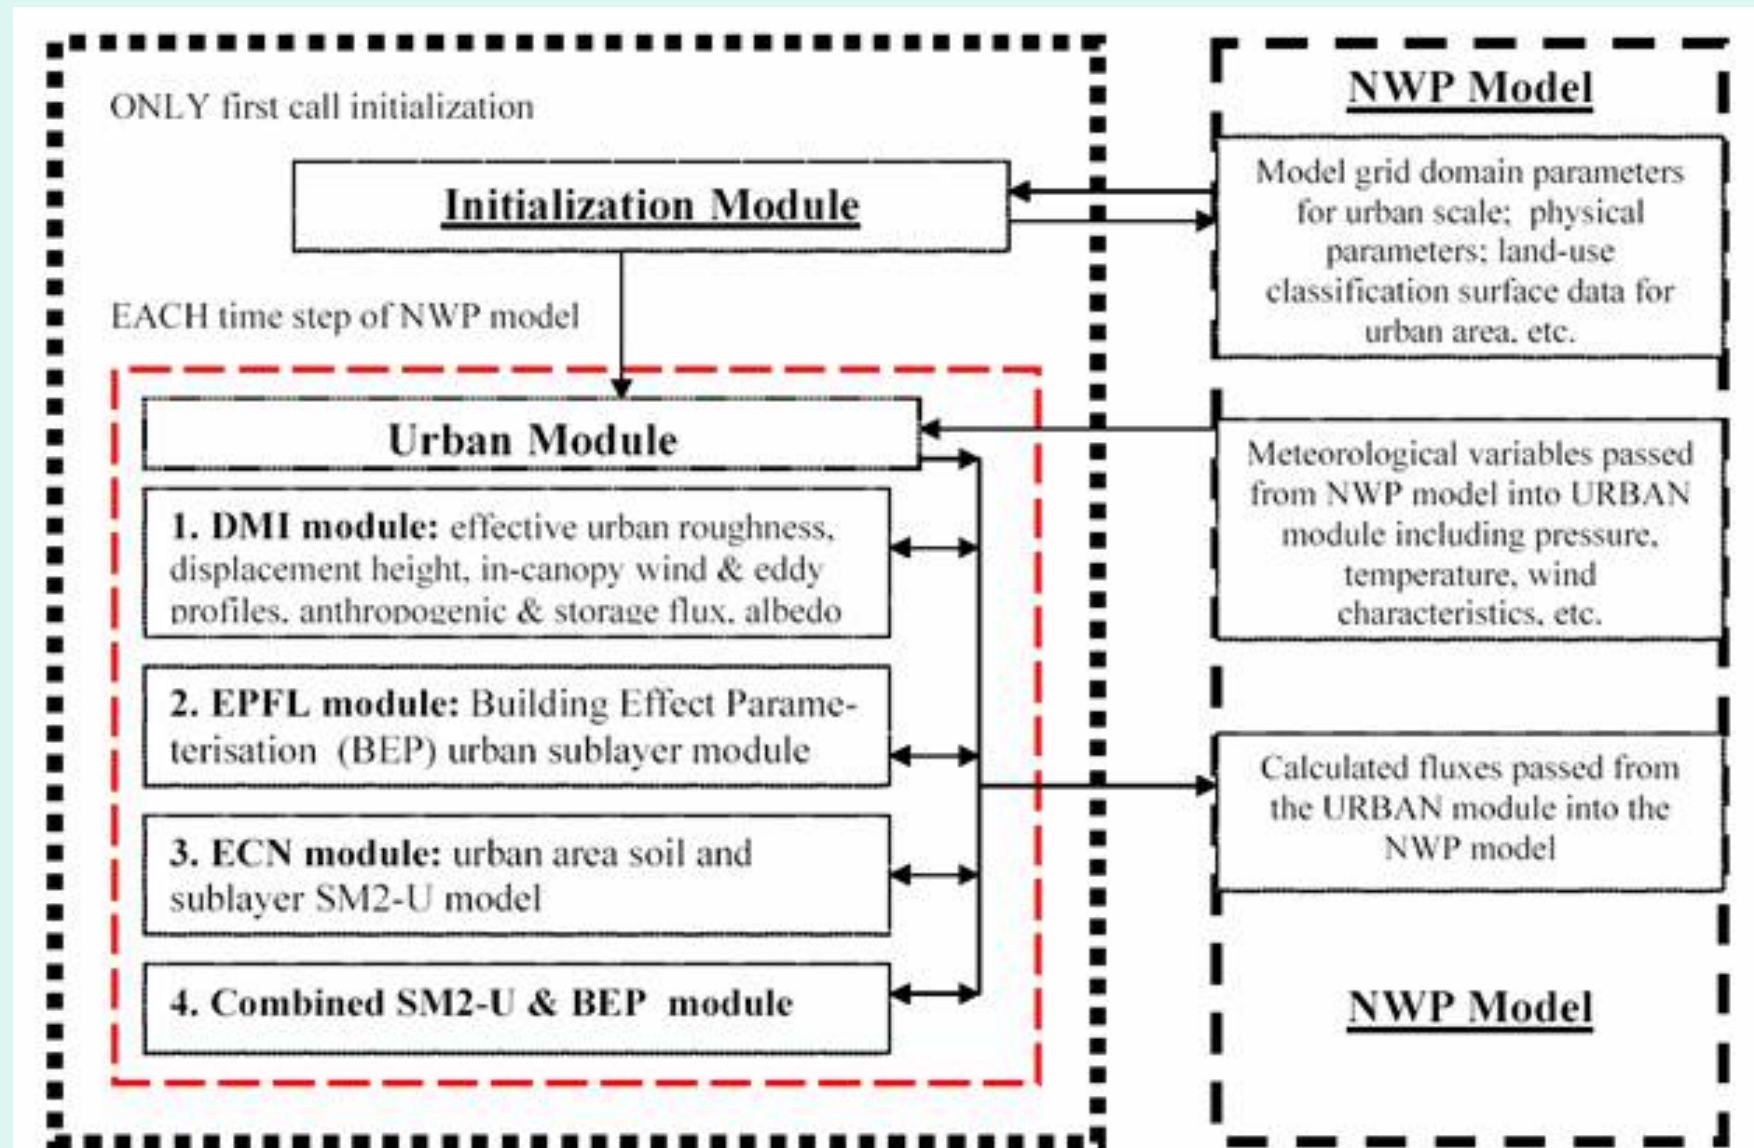 ONLY first call initialization
Initialization Module
EACH time step of NWP model
Urban Module
1. DMI module: effective urban roughness,
displacement height, in-canopy wind & eddy
profiles, anthropogenic & storage flux, albedo
2. EPFL module: Building Effect Parame-
terisation (BEP) urban sublayer module
3. ECN module: urban area soil and
sublayer SM2-U model
4. Combined SM2-U & BEP module
NWP Model
Model grid domain parameters
for urban scale; physical
parameters; land-use
classification surface data for
urban area, etc.
Meteorological variables passed
from NWP model into URBAN
module including pressure,
temperature, wind
characteristics, etc.
Calculated fluxes passed from
the URBAN module into the
NWP model
NWP Model